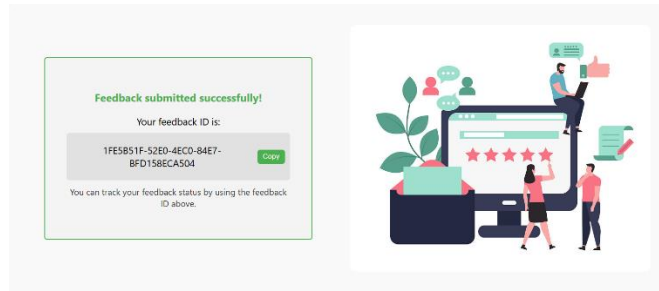 Feedback submitted successfully!
Your feedback ID is:
1FE5B51F-52E0-4EC0-84E7-
BFD158ECA504
Copy
You can track your feedback status by using the feedback
ID above.